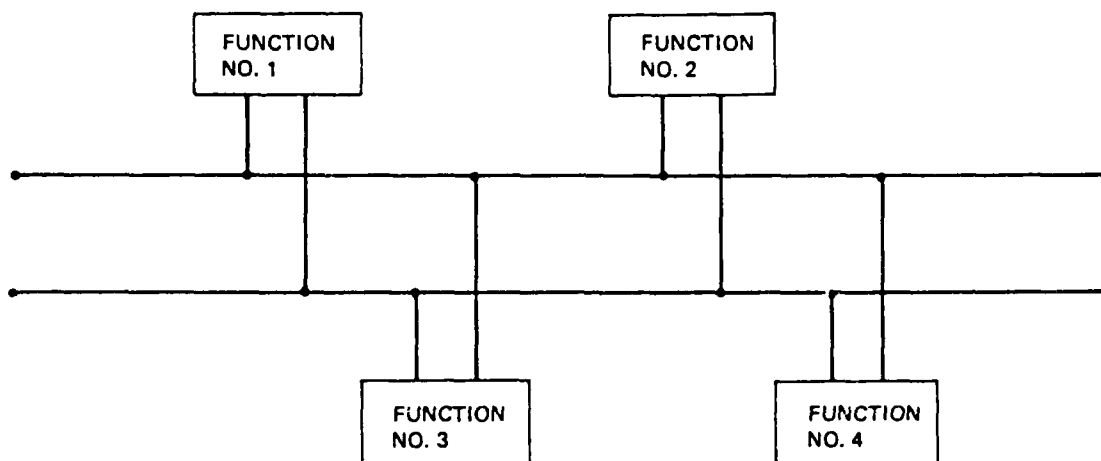 FUNCTION
NO. 1
FUNCTION
NO. 2
FUNCTION
NO. 3
FUNCTION
NO. 4